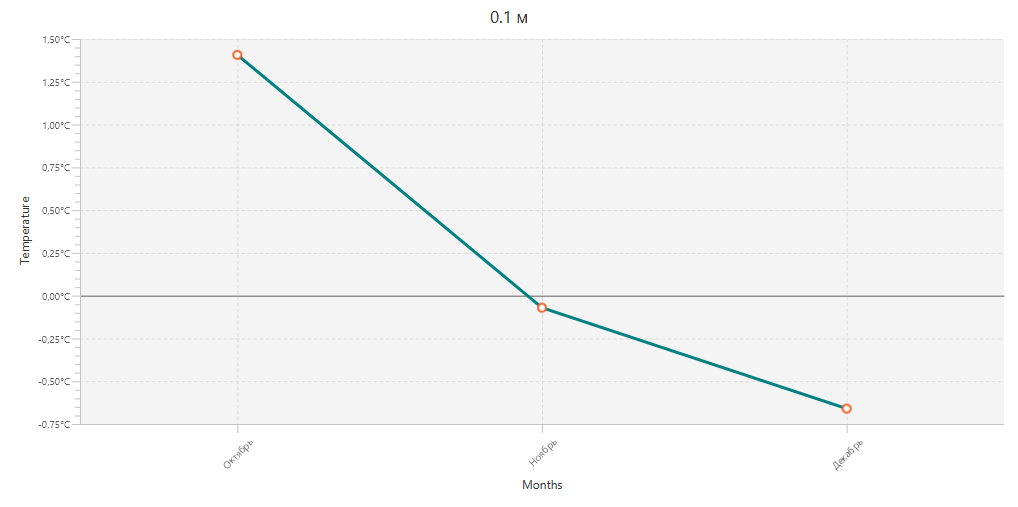 0.1 м
1,50°C
1,25°C
1,00°C
0,75°C
0,50°C
0,25°C
0,00°C
-0,25°C
-0,50°C
-0,75°C
Temperature
Октябрь
Ноябрь
Декабрь
Months